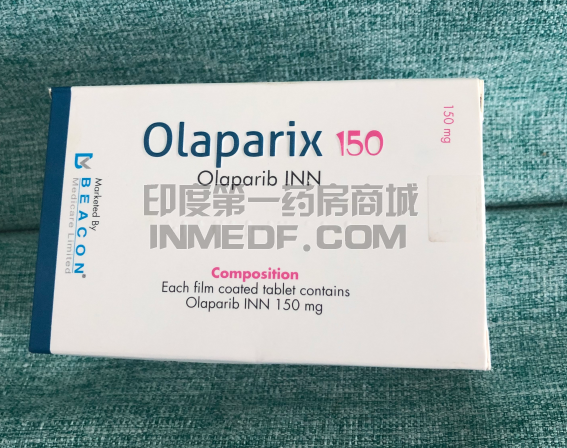 Olaparix 150
Olaparib INN
150 mg
印度第一药房商城
INMEDF.COM
Composition
Each film coated tablet contains
Olaparib INN 150 mg
Marketed By
BEACON®
Medicare Limited